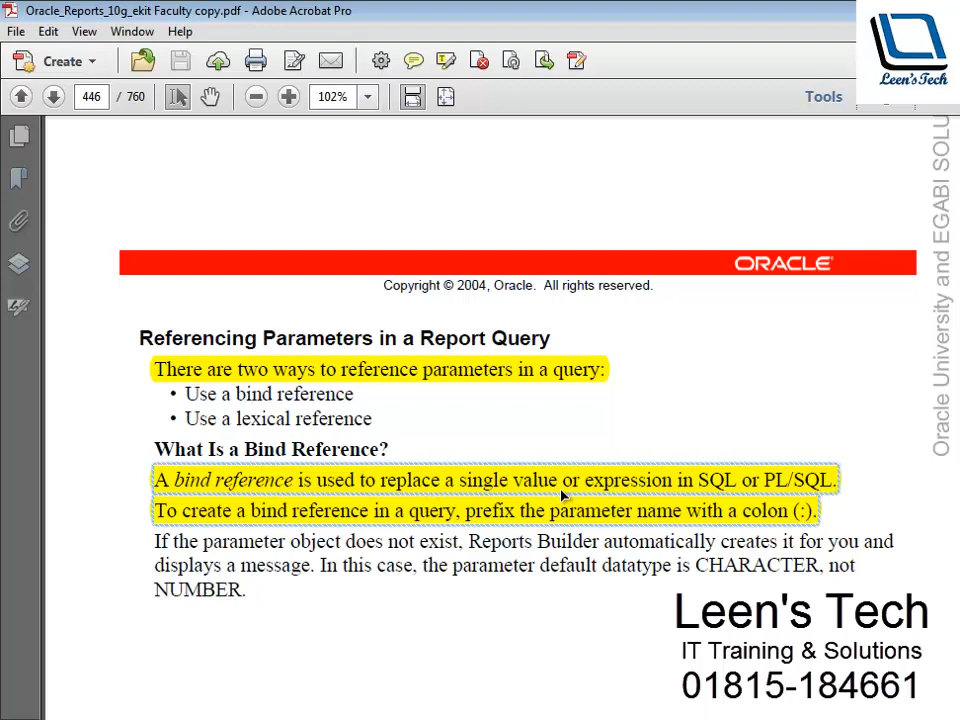 Oracle_Reports_10g_ekit Faculty copy.pdf - Adobe Acrobat Pro
File Edit View Window Help
Create
446 / 760 102% Tools
Leen's Tech
Oracle University and EGABI SOLU
ORACLE
Copyright © 2004, Oracle. All rights reserved.
Referencing Parameters in a Report Query
There are two ways to reference parameters in a query:
• Use a bind reference
• Use a lexical reference
What Is a Bind Reference?
A bind reference is used to replace a single value or expression in SQL or PL/SQL.
To create a bind reference in a query, prefix the parameter name with a colon (:).
If the parameter object does not exist, Reports Builder automatically creates it for you and
displays a message. In this case, the parameter default datatype is CHARACTER, not
NUMBER.
Leen's Tech
IT Training & Solutions
01815-184661